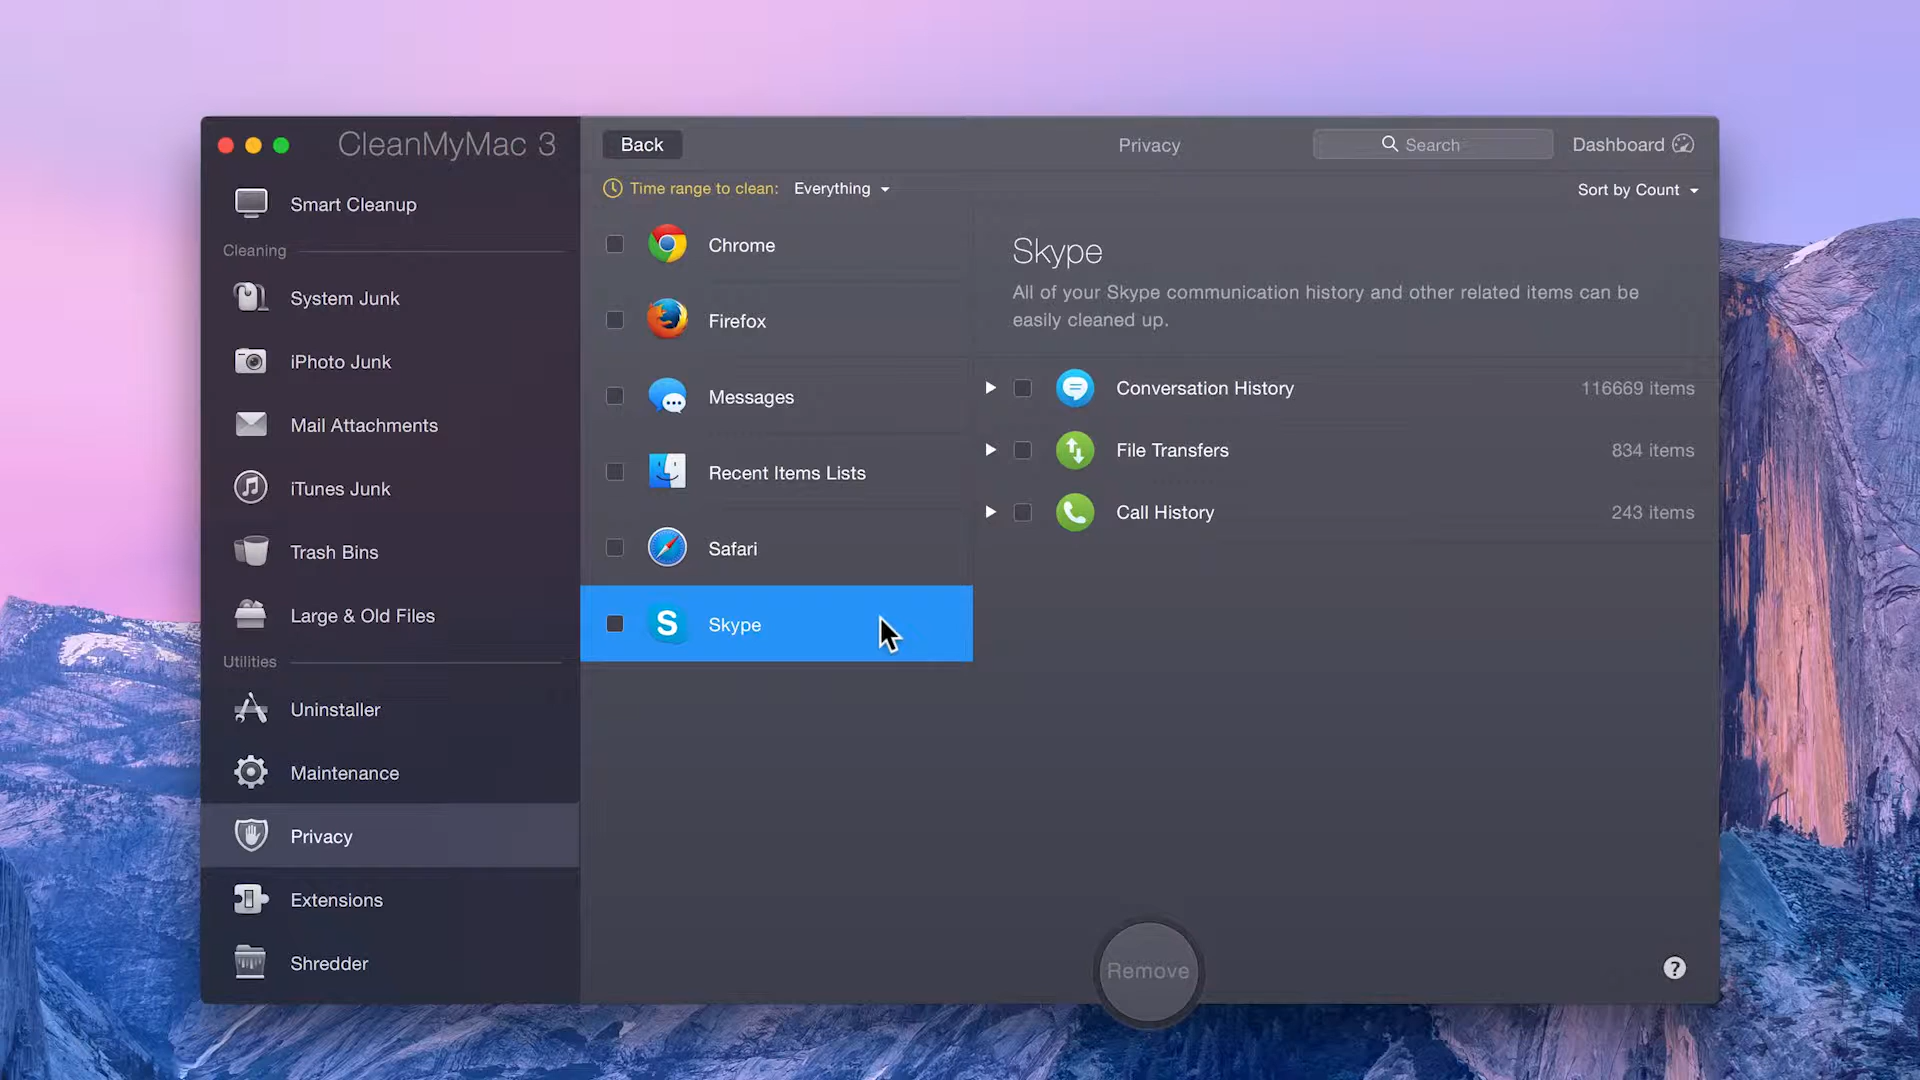 CleanMyMac 3
Smart Cleanup
Cleaning
System Junk
iPhoto Junk
Mail Attachments
iTunes Junk
Trash Bins
Large & Old Files
Utilities
Uninstaller
Maintenance
Privacy
Extensions
Shredder
Back
Privacy
Search
Dashboard
Time range to clean: Everything
Sort by Count
Chrome
Firefox
Messages
Recent Items Lists
Safari
S Skype
Skype
All of your Skype communication history and other related items can be
easily cleaned up.
Conversation History 116669 items
File Transfers 834 items
Call History 243 items
Remove
?